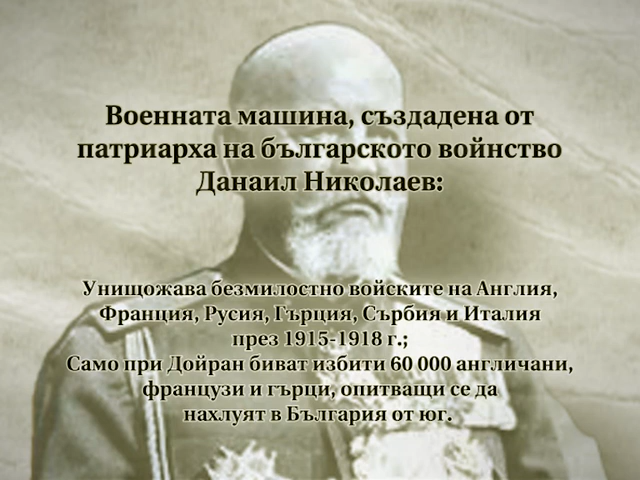 Военната машина, създадена от
патриарха на българското войнство
Данаил Николаев:
Унищожава безмилостно войските на Англия,
Франция, Русия, Гърция, Сърбия и Италия
през 1915-1918 г.;
Само при Дойран биват избити 60 000 англичани,
французи и гърци, опитващи се да
нахлуят в България от юг.